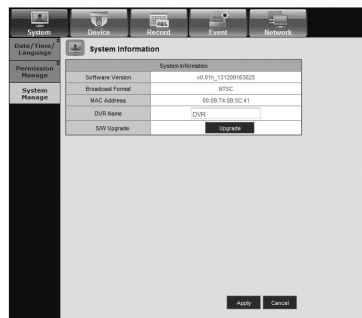 System Device Record Event Network
Date/Time/
Language
Permission
Manage
System
Manage
System Information
System Information
Software Version v0.01h_131209163825
Broadcast Format NTSC
MAC Address 00:0B:74:8B:5C:41
DVR Name DVR
S/W Upgrade Upgrade
Apply Cancel